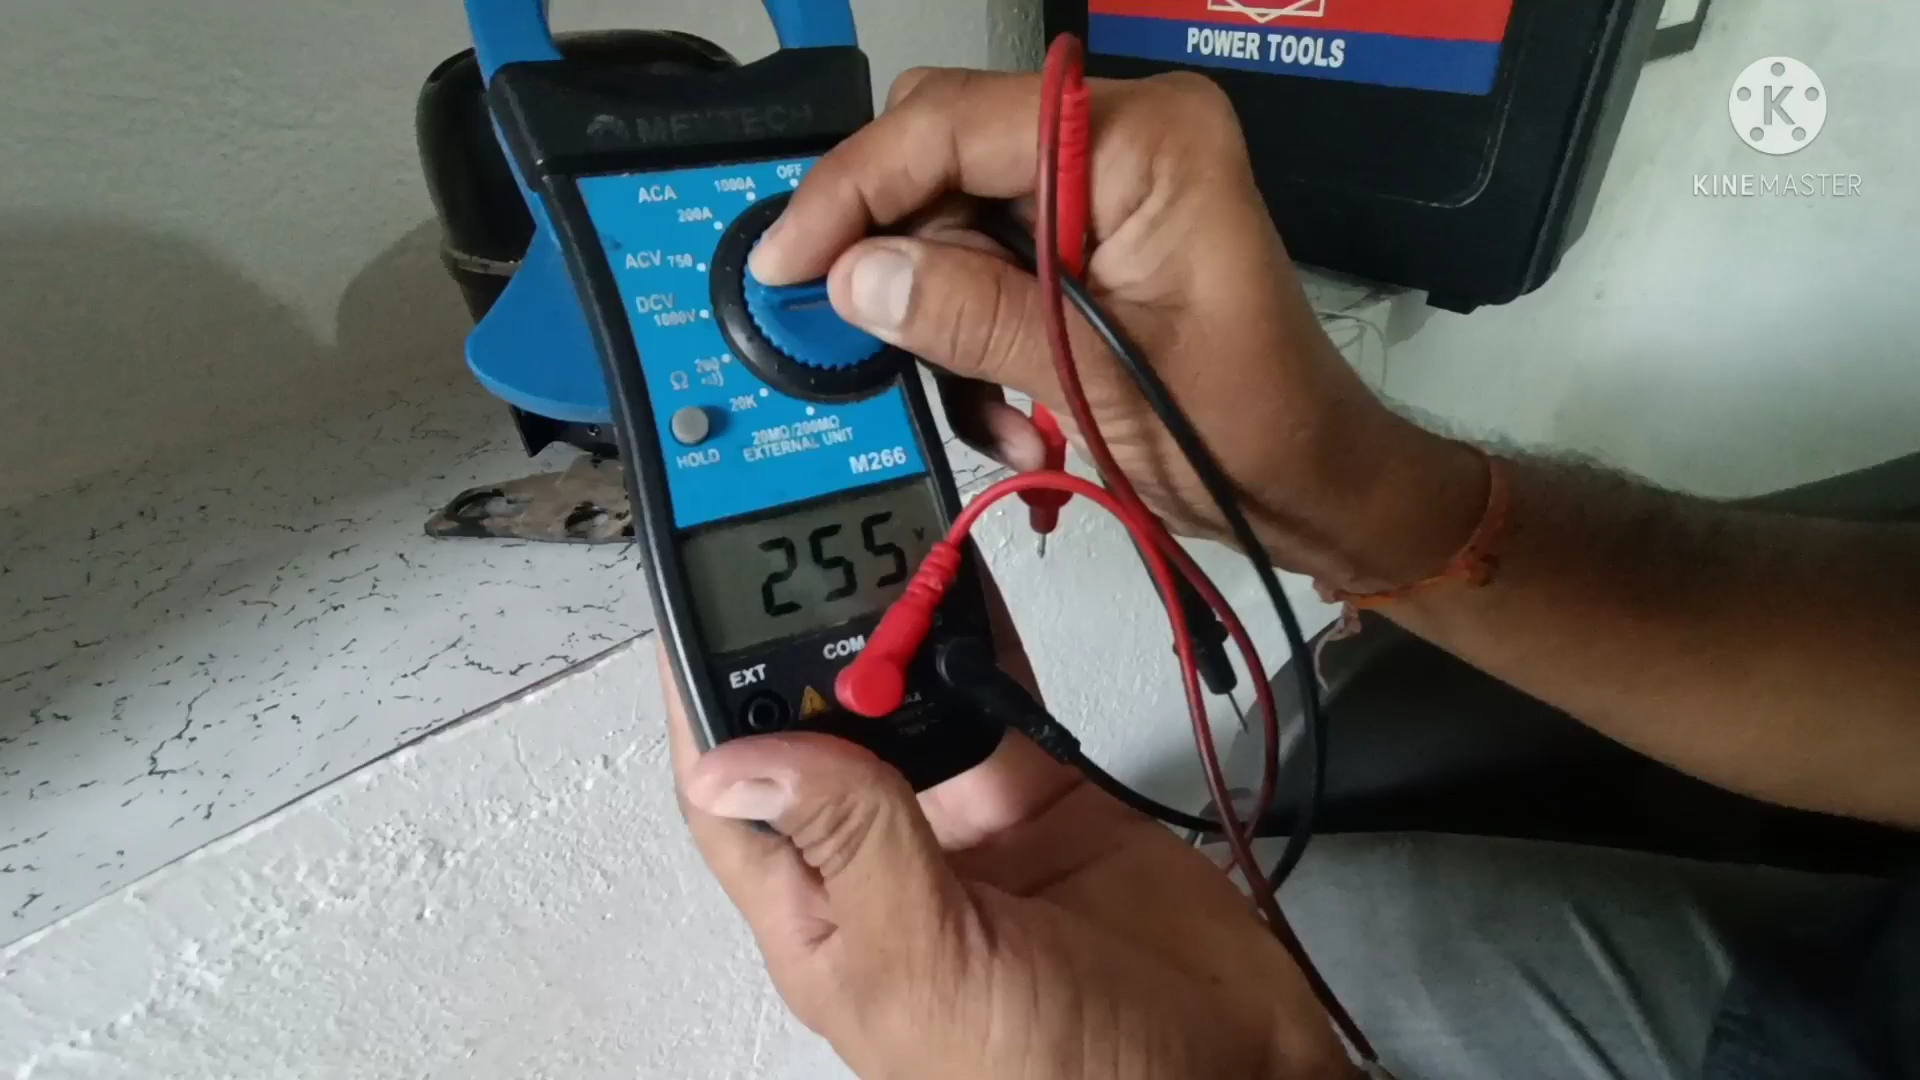 POWER TOOLS
K
KINEMASTER
MEXTECH
ACA
1000A
OFF
200A
ACV 750
DCV
1000V
200
Ω
20K
20MΩ/200MΩ
EXTERNAL UNIT
HOLD
M266
255 V
COM
EXT